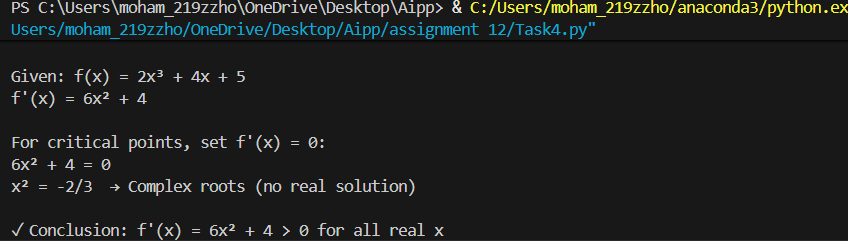 PS C:\Users\moham_219zzho\OneDrive\Desktop\Aipp> & C:/Users/moham_219zzho/anaconda3/python.ex
Users/moham_219zzho/OneDrive/Desktop/Aipp/assignment 12/Task4.py"
Given: f(x) = 2x³ + 4x + 5
f'(x) = 6x² + 4
For critical points, set f'(x) = 0:
6x² + 4 = 0
x² = -2/3 → Complex roots (no real solution)
✓ Conclusion: f'(x) = 6x² + 4 > 0 for all real x